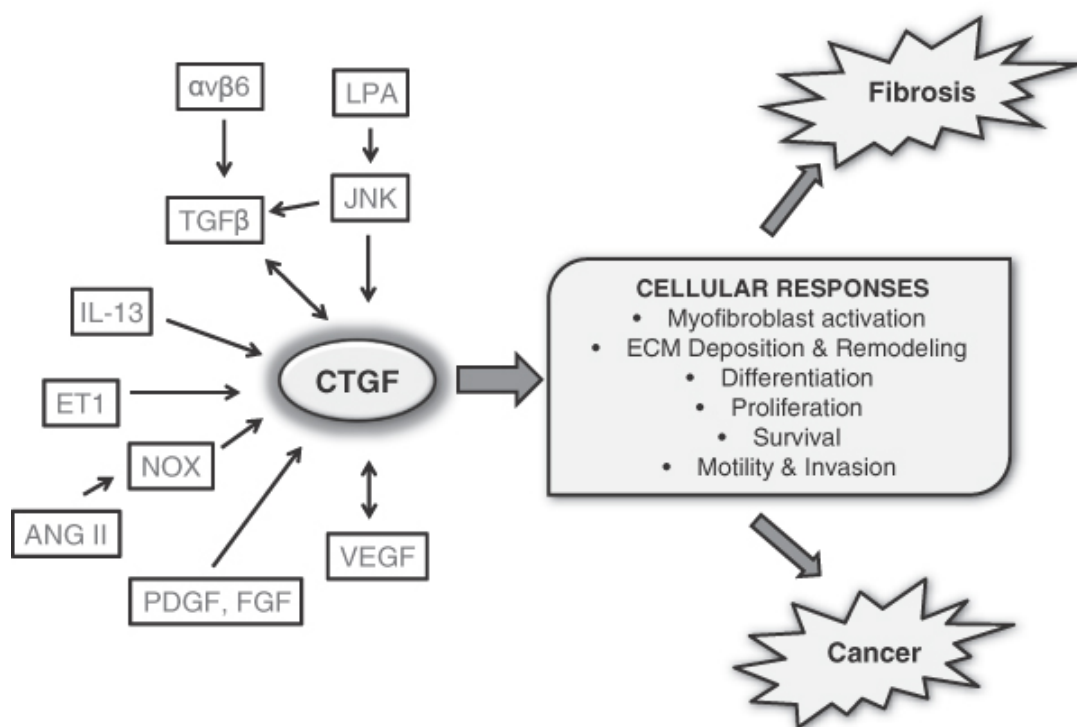 αvβ6
LPA
Fibrosis
TGFβ
JNK
IL-13
CTGF
ET1
NOX
ANG II
PDGF, FGF
VEGF
CELLULAR RESPONSES
• Myofibroblast activation
• ECM Deposition & Remodeling
• Differentiation
• Proliferation
• Survival
• Motility & Invasion
Cancer